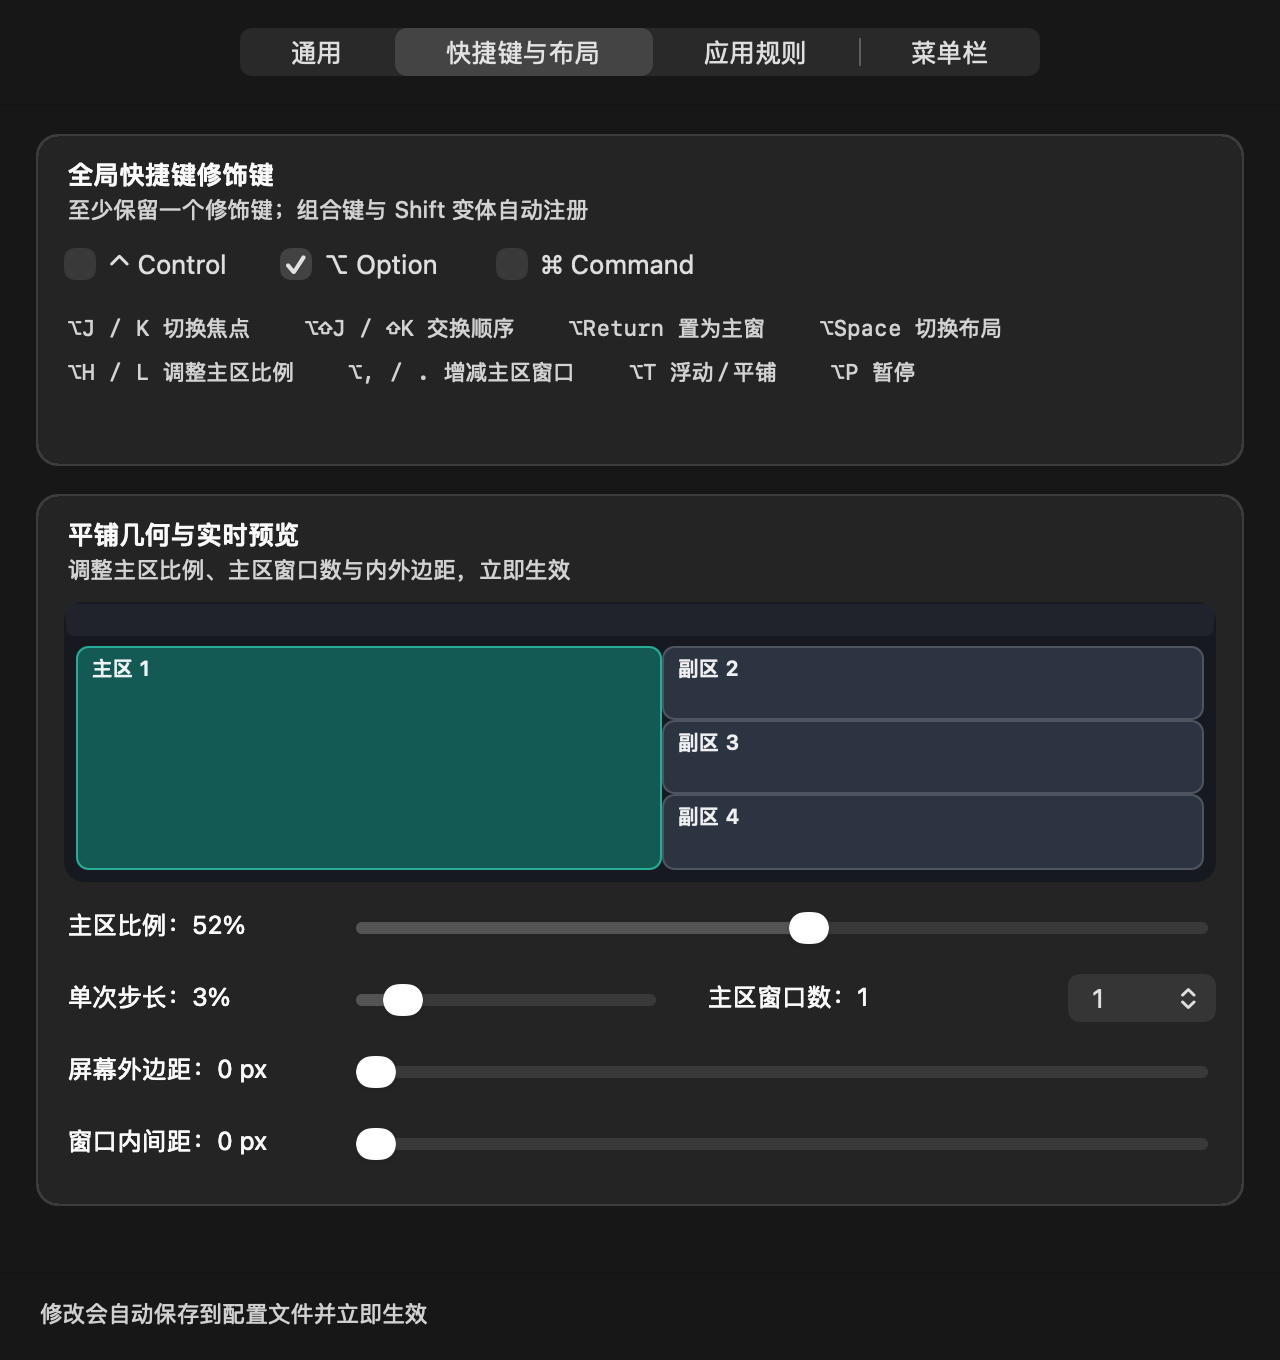 通用 快捷键与布局 应用规则 菜单栏
全局快捷键修饰键
至少保留一个修饰键；组合键与 Shift 变体自动注册
^ Control ⌥ Option ⌘ Command
⌥J / K 切换焦点 ⌥⇧J / ⇧K 交换顺序 ⌥Return 置为主窗 ⌥Space 切换布局
⌥H / L 调整主区比例 ⌥, / . 增减主区窗口 ⌥T 浮动/平铺 ⌥P 暂停
平铺几何与实时预览
调整主区比例、主区窗口数与内外边距，立即生效
主区 1
副区 2
副区 3
副区 4
主区比例：52%
单次步长：3% 主区窗口数：1 1
屏幕外边距：0 px
窗口内间距：0 px
修改会自动保存到配置文件并立即生效